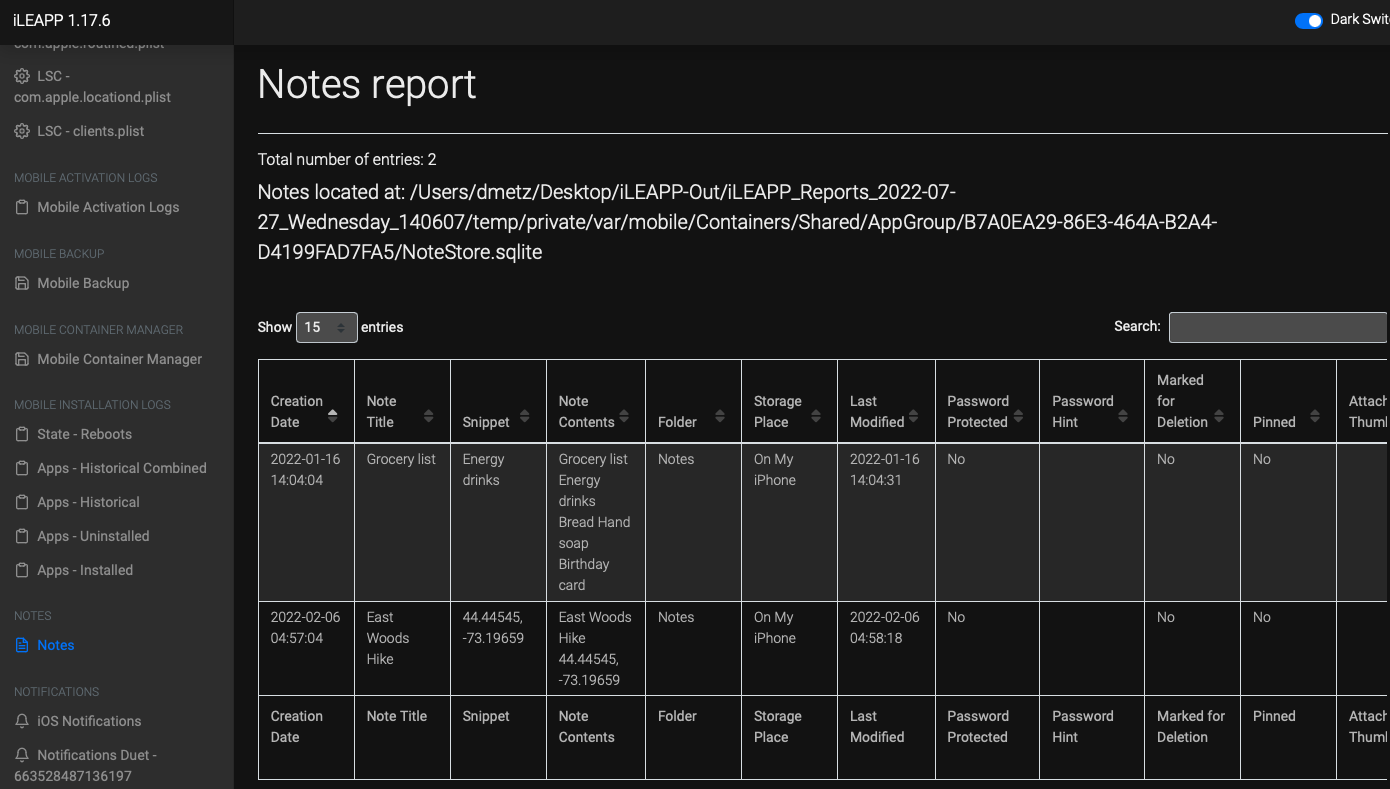 iLEAPP 1.17.6
Dark Swit
com.apple.routined.plist
LSC -
com.apple.locationd.plist
LSC - clients.plist
MOBILE ACTIVATION LOGS
Mobile Activation Logs
MOBILE BACKUP
Mobile Backup
MOBILE CONTAINER MANAGER
Mobile Container Manager
MOBILE INSTALLATION LOGS
State - Reboots
Apps - Historical Combined
Apps - Historical
Apps - Uninstalled
Apps - Installed
NOTES
Notes
NOTIFICATIONS
iOS Notifications
Notifications Duet -
663528487136197
Notes report
Total number of entries: 2
Notes located at: /Users/dmetz/Desktop/iLEAPP-Out/iLEAPP_Reports_2022-07-
27_Wednesday_140607/temp/private/var/mobile/Containers/Shared/AppGroup/B7A0EA29-86E3-464A-B2A4-
D4199FAD7FA5/NoteStore.sqlite
Show 15 entries
Search:
Creation
Date
Note
Title
Snippet
Note
Contents
Folder
Storage
Place
Last
Modified
Password
Protected
Password
Hint
Marked
for
Deletion
Pinned
Attach
Thuml
2022-01-16
14:04:04
Grocery list
Energy
drinks
Grocery list
Energy
drinks
Bread Hand
soap
Birthday
card
Notes
On My
iPhone
2022-01-16
14:04:31
No
No
No
2022-02-06
04:57:04
East
Woods
Hike
44.44545,
-73.19659
East Woods
Hike
44.44545,
-73.19659
Notes
On My
iPhone
2022-02-06
04:58:18
No
No
No
Creation
Date
Note Title
Snippet
Note
Contents
Folder
Storage
Place
Last
Modified
Password
Protected
Password
Hint
Marked for
Deletion
Pinned
Attach
Thuml